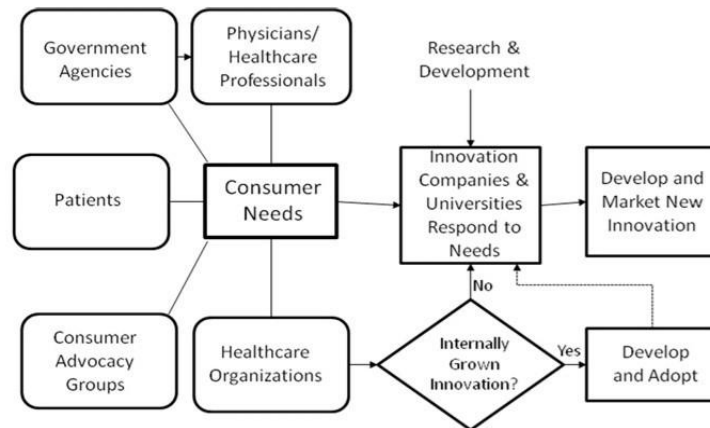 Government
Agencies
Physicians/
Healthcare
Professionals
Research &
Development
Patients
Consumer
Needs
Innovation
Companies &
Universities
Respond to
Needs
Develop and
Market New
Innovation
No
Consumer
Advocacy
Groups
Healthcare
Organizations
Internally
Grown
Innovation?
Yes
Develop
and Adopt